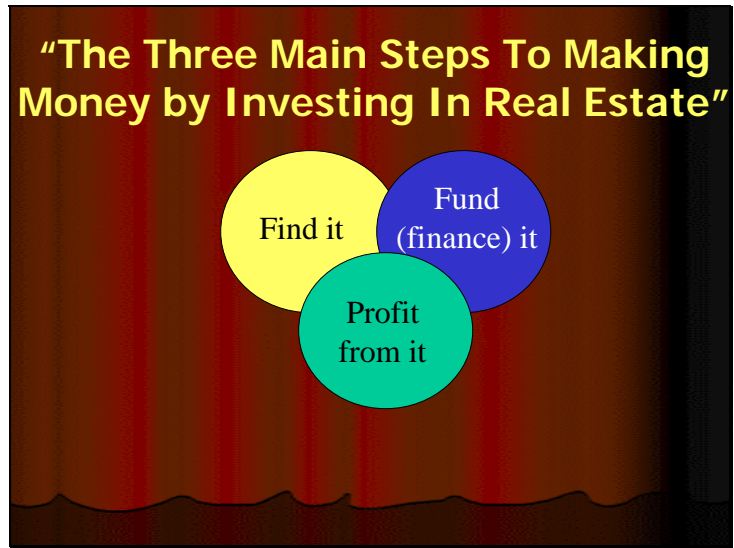 “The Three Main Steps To Making
Money by Investing In Real Estate”
Find it
Fund
(finance) it
Profit
from it